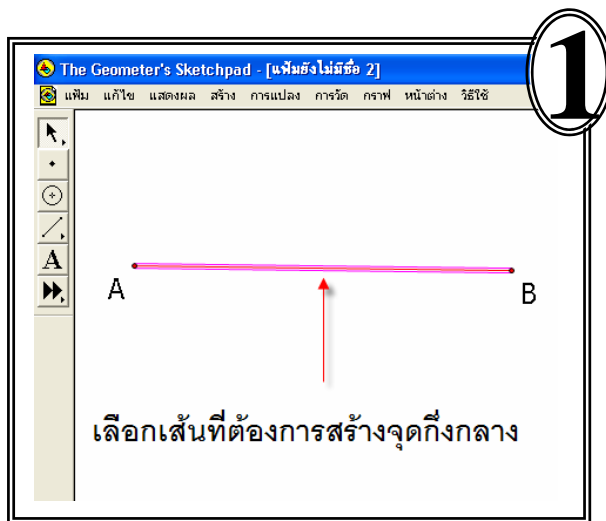 1
The Geometer's Sketchpad - [แฟ้มยังไม่มีชื่อ 2]
แฟ้ม แก้ไข แสดงผล สร้าง การแปลง การวัด กราฟ หน้าต่าง วิธีใช้
A
A B
เลือกเส้นที่ต้องการสร้างจุดกึ่งกลาง